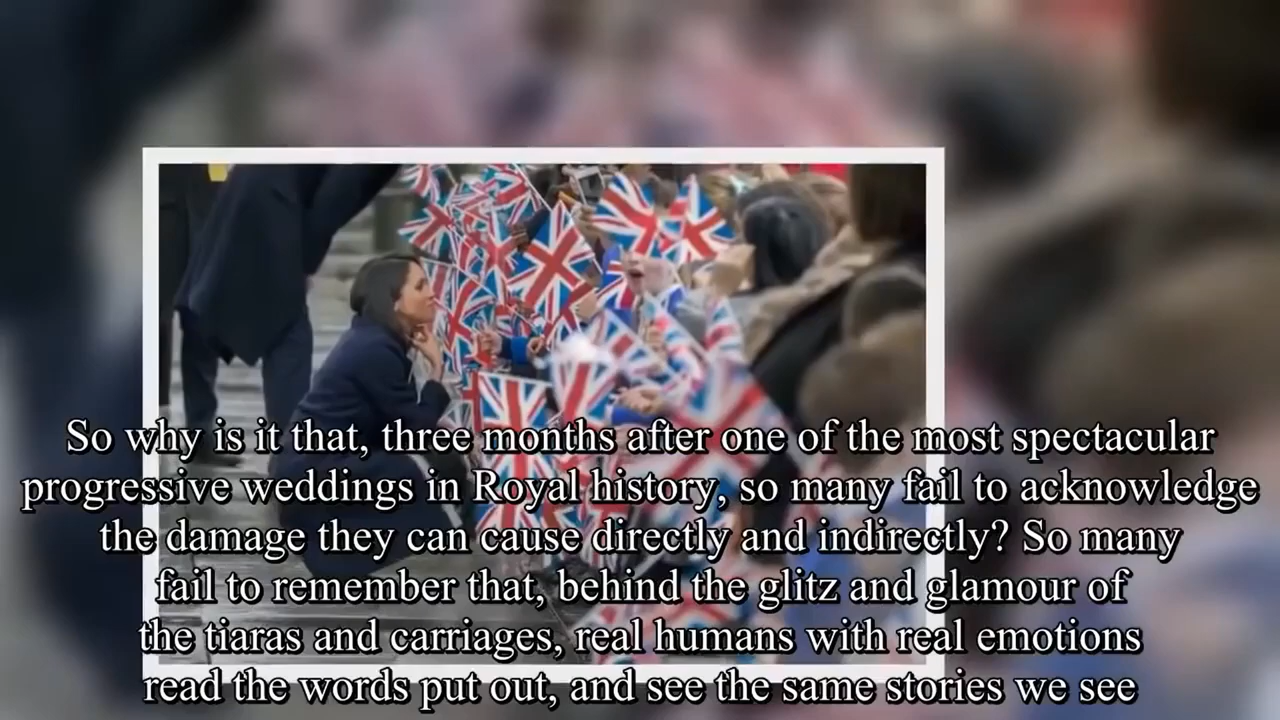 So why is it that, three months after one of the most spectacular
progressive weddings in Royal history, so many fail to acknowledge
the damage they can cause directly and indirectly? So many
fail to remember that, behind the glitz and glamour of
the tiaras and carriages, real humans with real emotions
read the words put out, and see the same stories we see